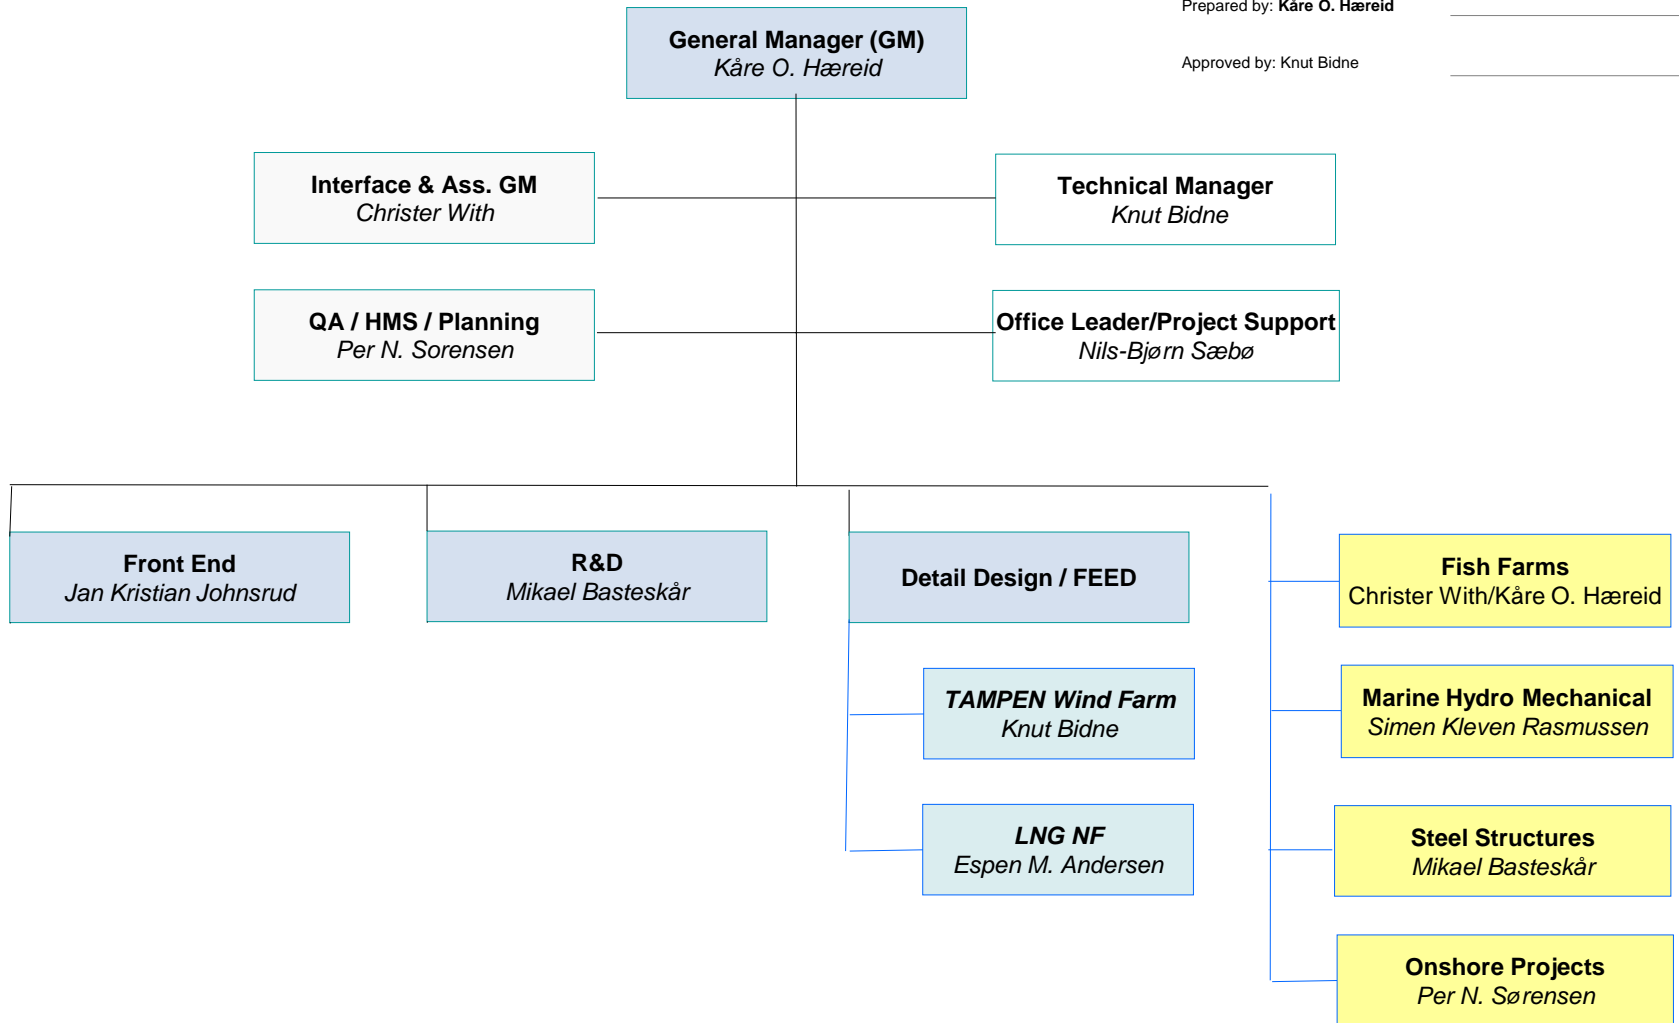 Prepared by: Kåre O. Hæreid
General Manager (GM)
Kåre O. Hæreid
Approved by: Knut Bidne
Interface & Ass. GM
Christer With
Technical Manager
Knut Bidne
QA / HMS / Planning
Per N. Sorensen
Office Leader/Project Support
Nils-Bjørn Sæbø
Front End
Jan Kristian Johnsrud
R&D
Mikael Basteskår
Detail Design / FEED
Fish Farms
Christer With/Kåre O. Hæreid
TAMPEN Wind Farm
Knut Bidne
Marine Hydro Mechanical
Simen Kleven Rasmussen
LNG NF
Espen M. Andersen
Steel Structures
Mikael Basteskår
Onshore Projects
Per N. Sørensen